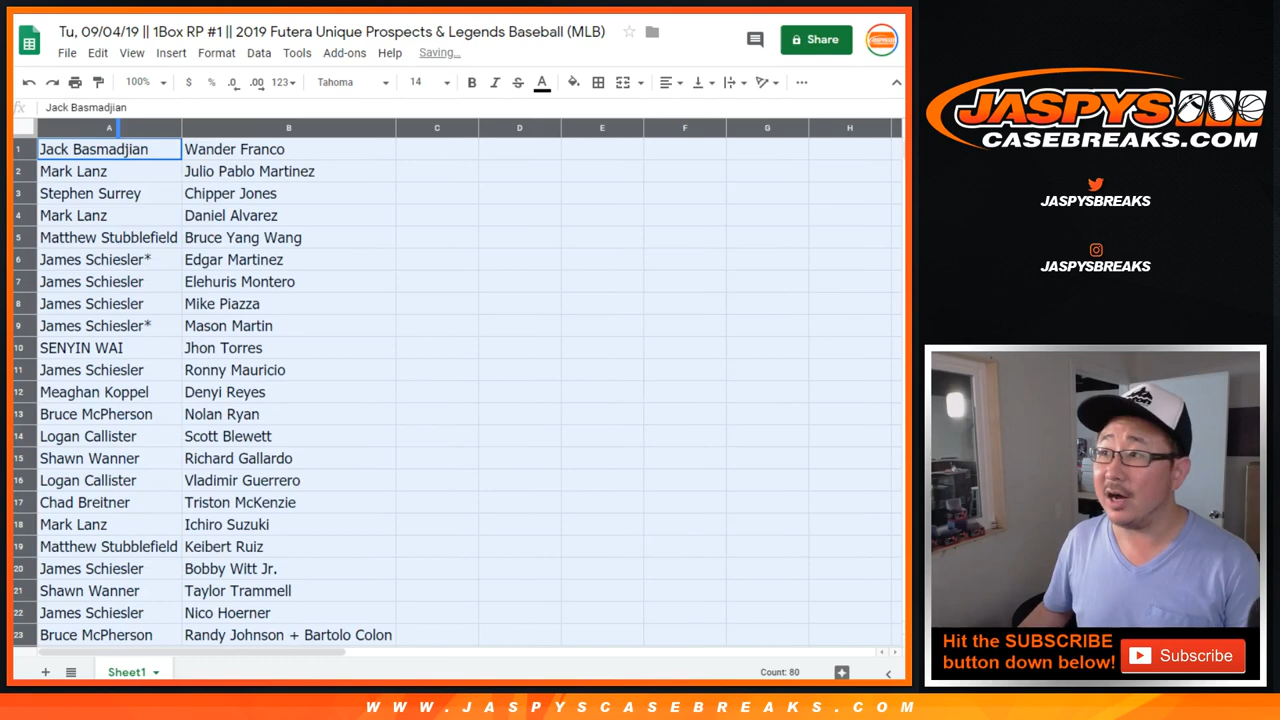 Tu, 09/04/19 || 1Box RP #1 || 2019 Futera Unique Prospects & Legends Baseball (MLB)
File Edit View Insert Format Data Tools Add-ons Help Saving...
Share
100% $ % .0 .00 123 Tahoma 14 B I S A
fx Jack Basmadjian
A B C D E F G H
1 Jack Basmadjian Wander Franco
2 Mark Lanz Julio Pablo Martinez
3 Stephen Surrey Chipper Jones
4 Mark Lanz Daniel Alvarez
5 Matthew Stubblefield Bruce Yang Wang
6 James Schiesler* Edgar Martinez
7 James Schiesler Elehuris Montero
8 James Schiesler Mike Piazza
9 James Schiesler* Mason Martin
10 SENYIN WAI Jhon Torres
11 James Schiesler Ronny Mauricio
12 Meaghan Koppel Denyi Reyes
13 Bruce McPherson Nolan Ryan
14 Logan Callister Scott Blewett
15 Shawn Wanner Richard Gallardo
16 Logan Callister Vladimir Guerrero
17 Chad Breitner Triston McKenzie
18 Mark Lanz Ichiro Suzuki
19 Matthew Stubblefield Keibert Ruiz
20 James Schiesler Bobby Witt Jr.
21 Shawn Wanner Taylor Trammell
22 James Schiesler Nico Hoerner
23 Bruce McPherson Randy Johnson + Bartolo Colon
Sheet1
Count: 80
JASPYS
CASEBREAKS.COM
JASPYSBREAKS
JASPYSBREAKS
Hit the SUBSCRIBE
button down below!
Subscribe
WWW.JASPYSCASEBREAKS.COM